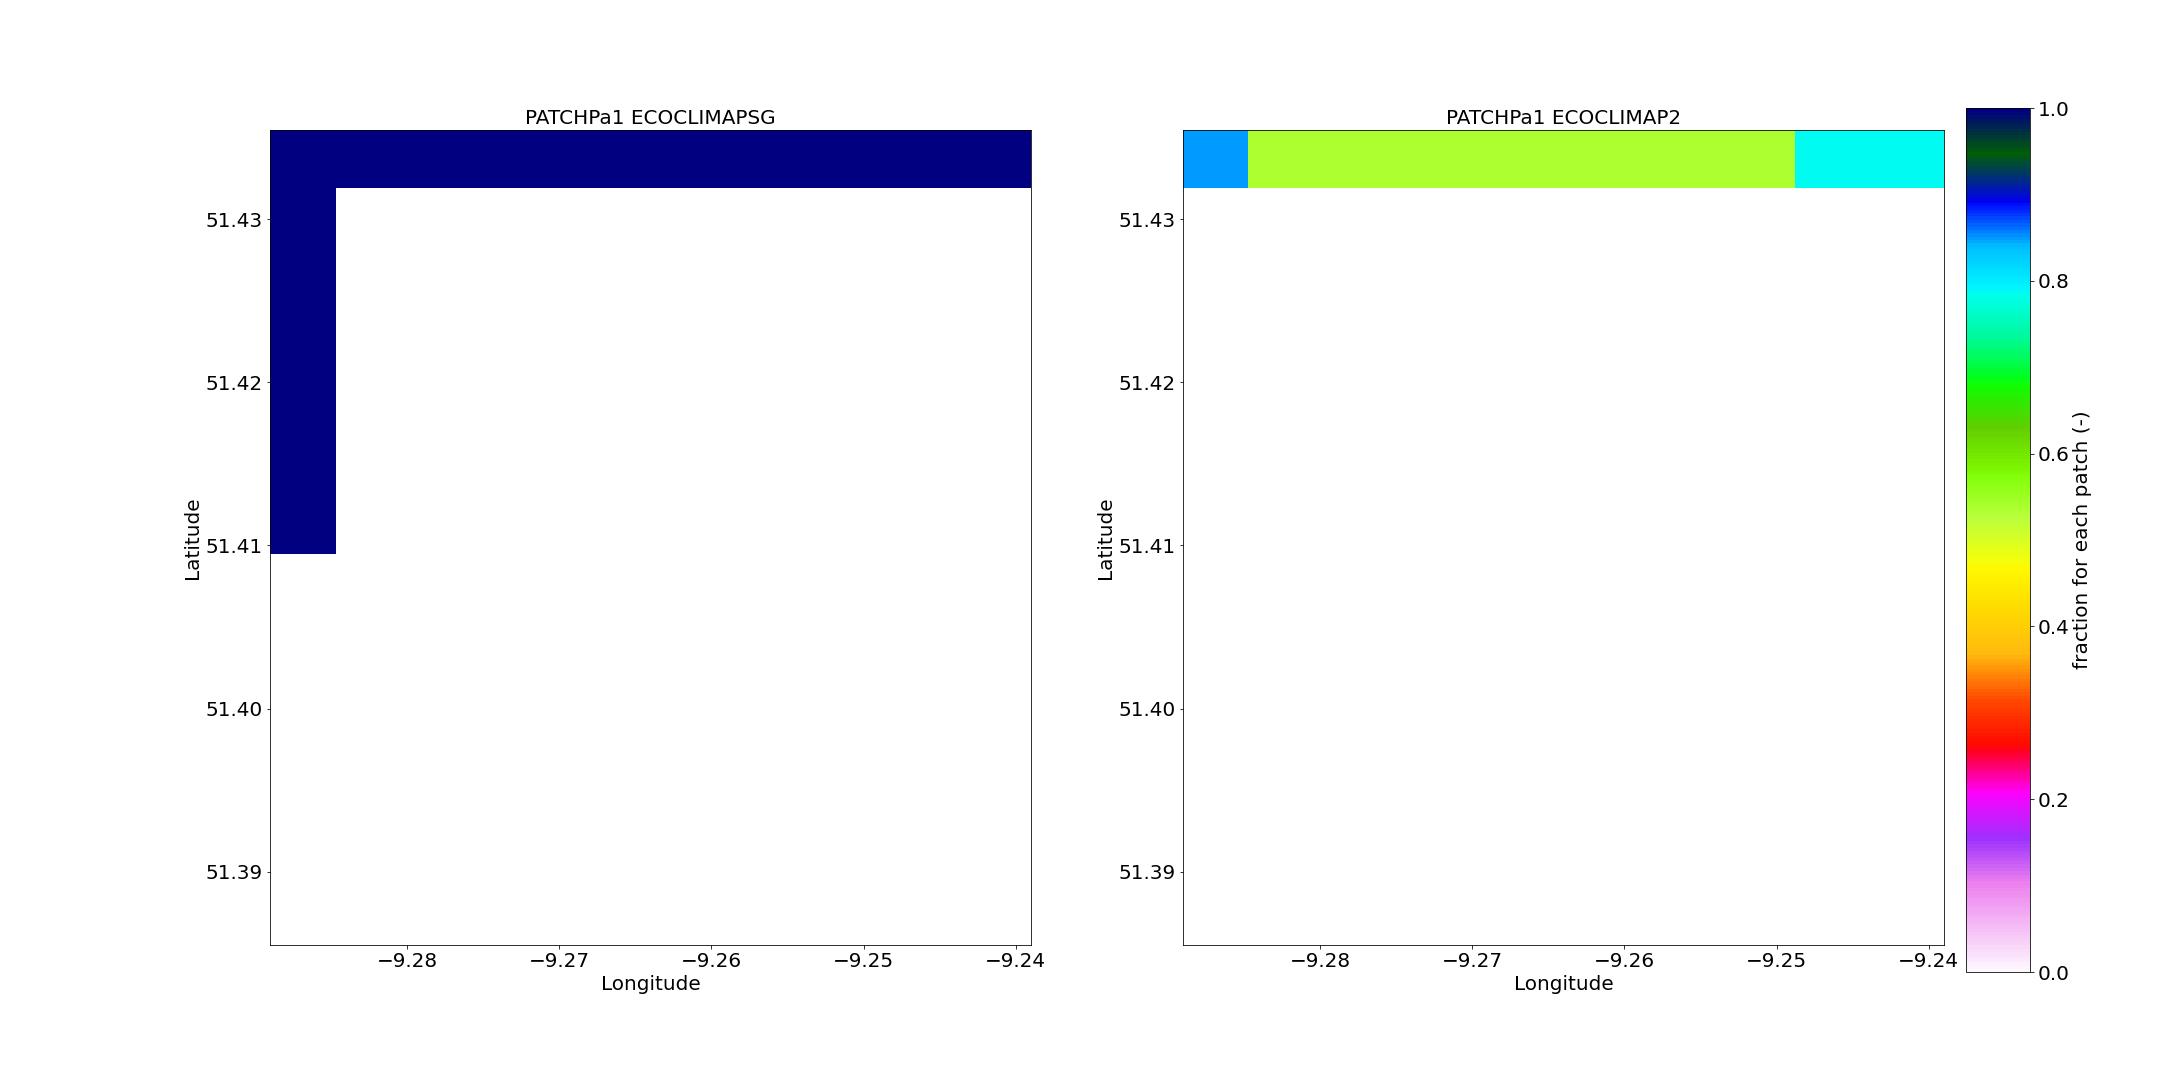 PATCHPa1 ECOCLIMAPSG
51.43
51.42
51.41
51.40
51.39
Latitude
−9.28 −9.27 −9.26 −9.25 −9.24
Longitude
PATCHPa1 ECOCLIMAP2
51.43
51.42
51.41
51.40
51.39
Latitude
−9.28 −9.27 −9.26 −9.25 −9.24
Longitude
1.0
0.8
0.6
0.4
0.2
0.0
fraction for each patch (-)